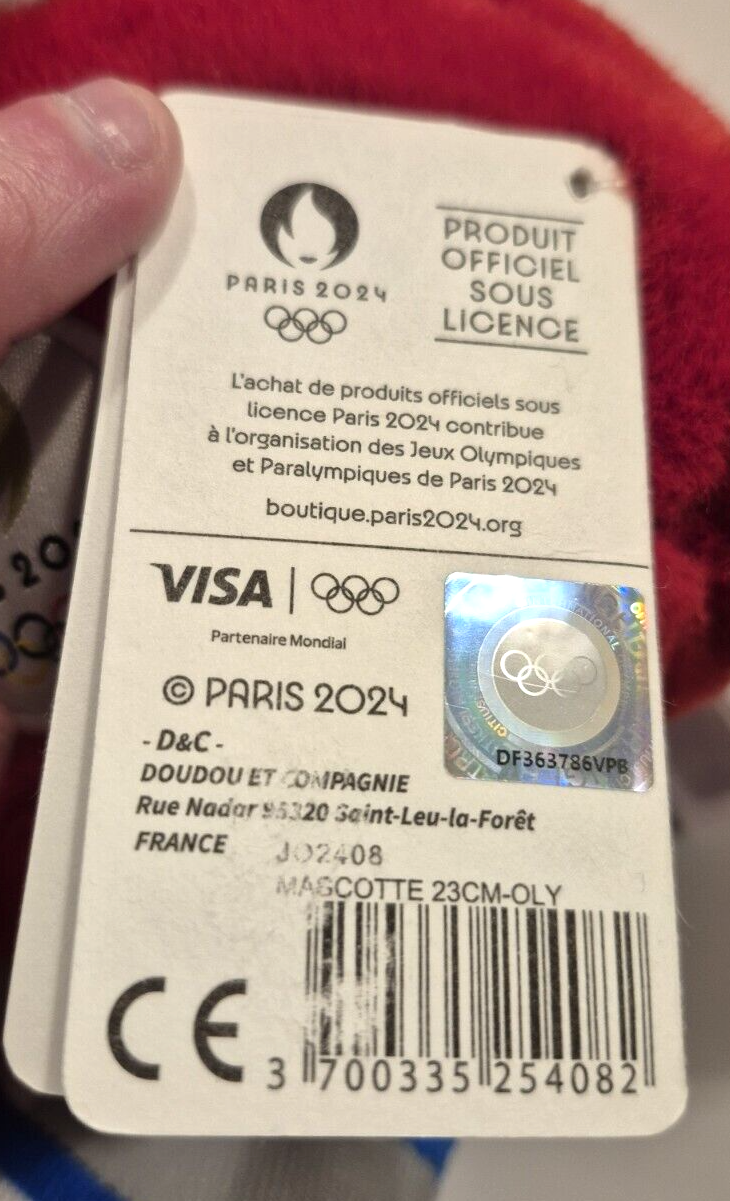 PARIS 2024
PRODUIT
OFFICIEL
SOUS
LICENCE
L'achat de produits officiels sous
licence Paris 2024 contribue
à l'organisation des Jeux Olympiques
et Paralympiques de Paris 2024
boutique.paris2024.org
VISA
Partenaire Mondial
© PARIS 2024
DF363786VPB
- D&C -
DOUDOU ET COMPAGNIE
Rue Nadar 95320 Saint-Leu-la-Forêt
FRANCE
JO2408
MASCOTTE 23CM-OLY
CE
3 700335 254082